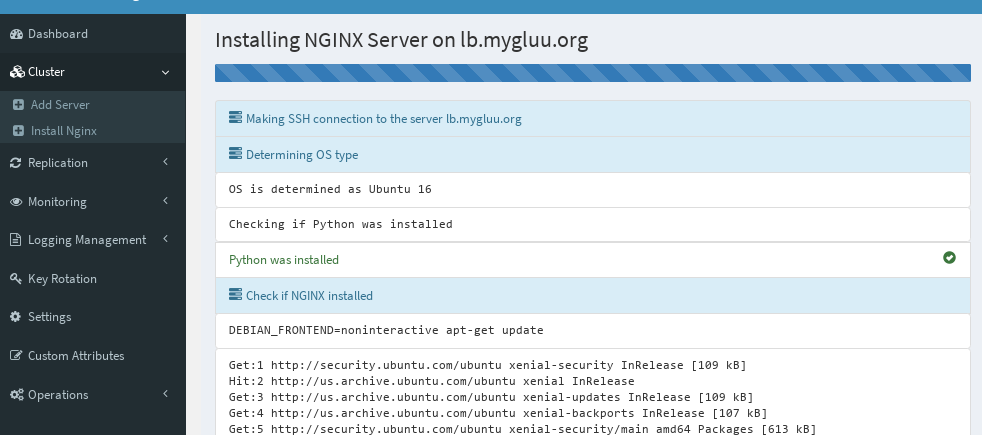 Dashboard
Cluster
Add Server
Install Nginx
Replication
Monitoring
Logging Management
Key Rotation
Settings
Custom Attributes
Operations
Installing NGINX Server on lb.mygluu.org
Making SSH connection to the server lb.mygluu.org
Determining OS type
OS is determined as Ubuntu 16
Checking if Python was installed
Python was installed
Check if NGINX installed
DEBIAN_FRONTEND=noninteractive apt-get update
Get:1 http://security.ubuntu.com/ubuntu xenial-security InRelease [109 kB]
Hit:2 http://us.archive.ubuntu.com/ubuntu xenial InRelease
Get:3 http://us.archive.ubuntu.com/ubuntu xenial-updates InRelease [109 kB]
Get:4 http://us.archive.ubuntu.com/ubuntu xenial-backports InRelease [107 kB]
Get:5 http://security.ubuntu.com/ubuntu xenial-security/main amd64 Packages [613 kB]